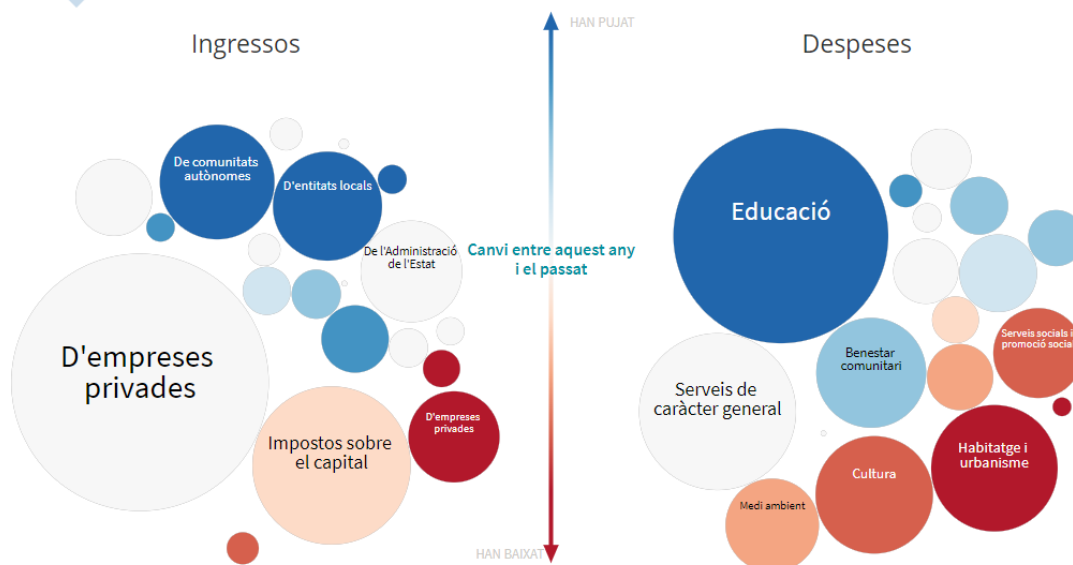 HAN PUJAT
Ingressos
Despeses
De comunitats
autònomes
D'entitats locals
De l'Administració
de l'Estat
D'empreses
privades
Impostos sobre
el capital
D'empreses
privades
Canvi entre aquest any
i el passat
Educació
Serveis de
caràcter general
Benestar
comunitari
Serveis socials i
promoció social
Habitatge i
urbanisme
Cultura
Medi ambient
HAN BAIXAT